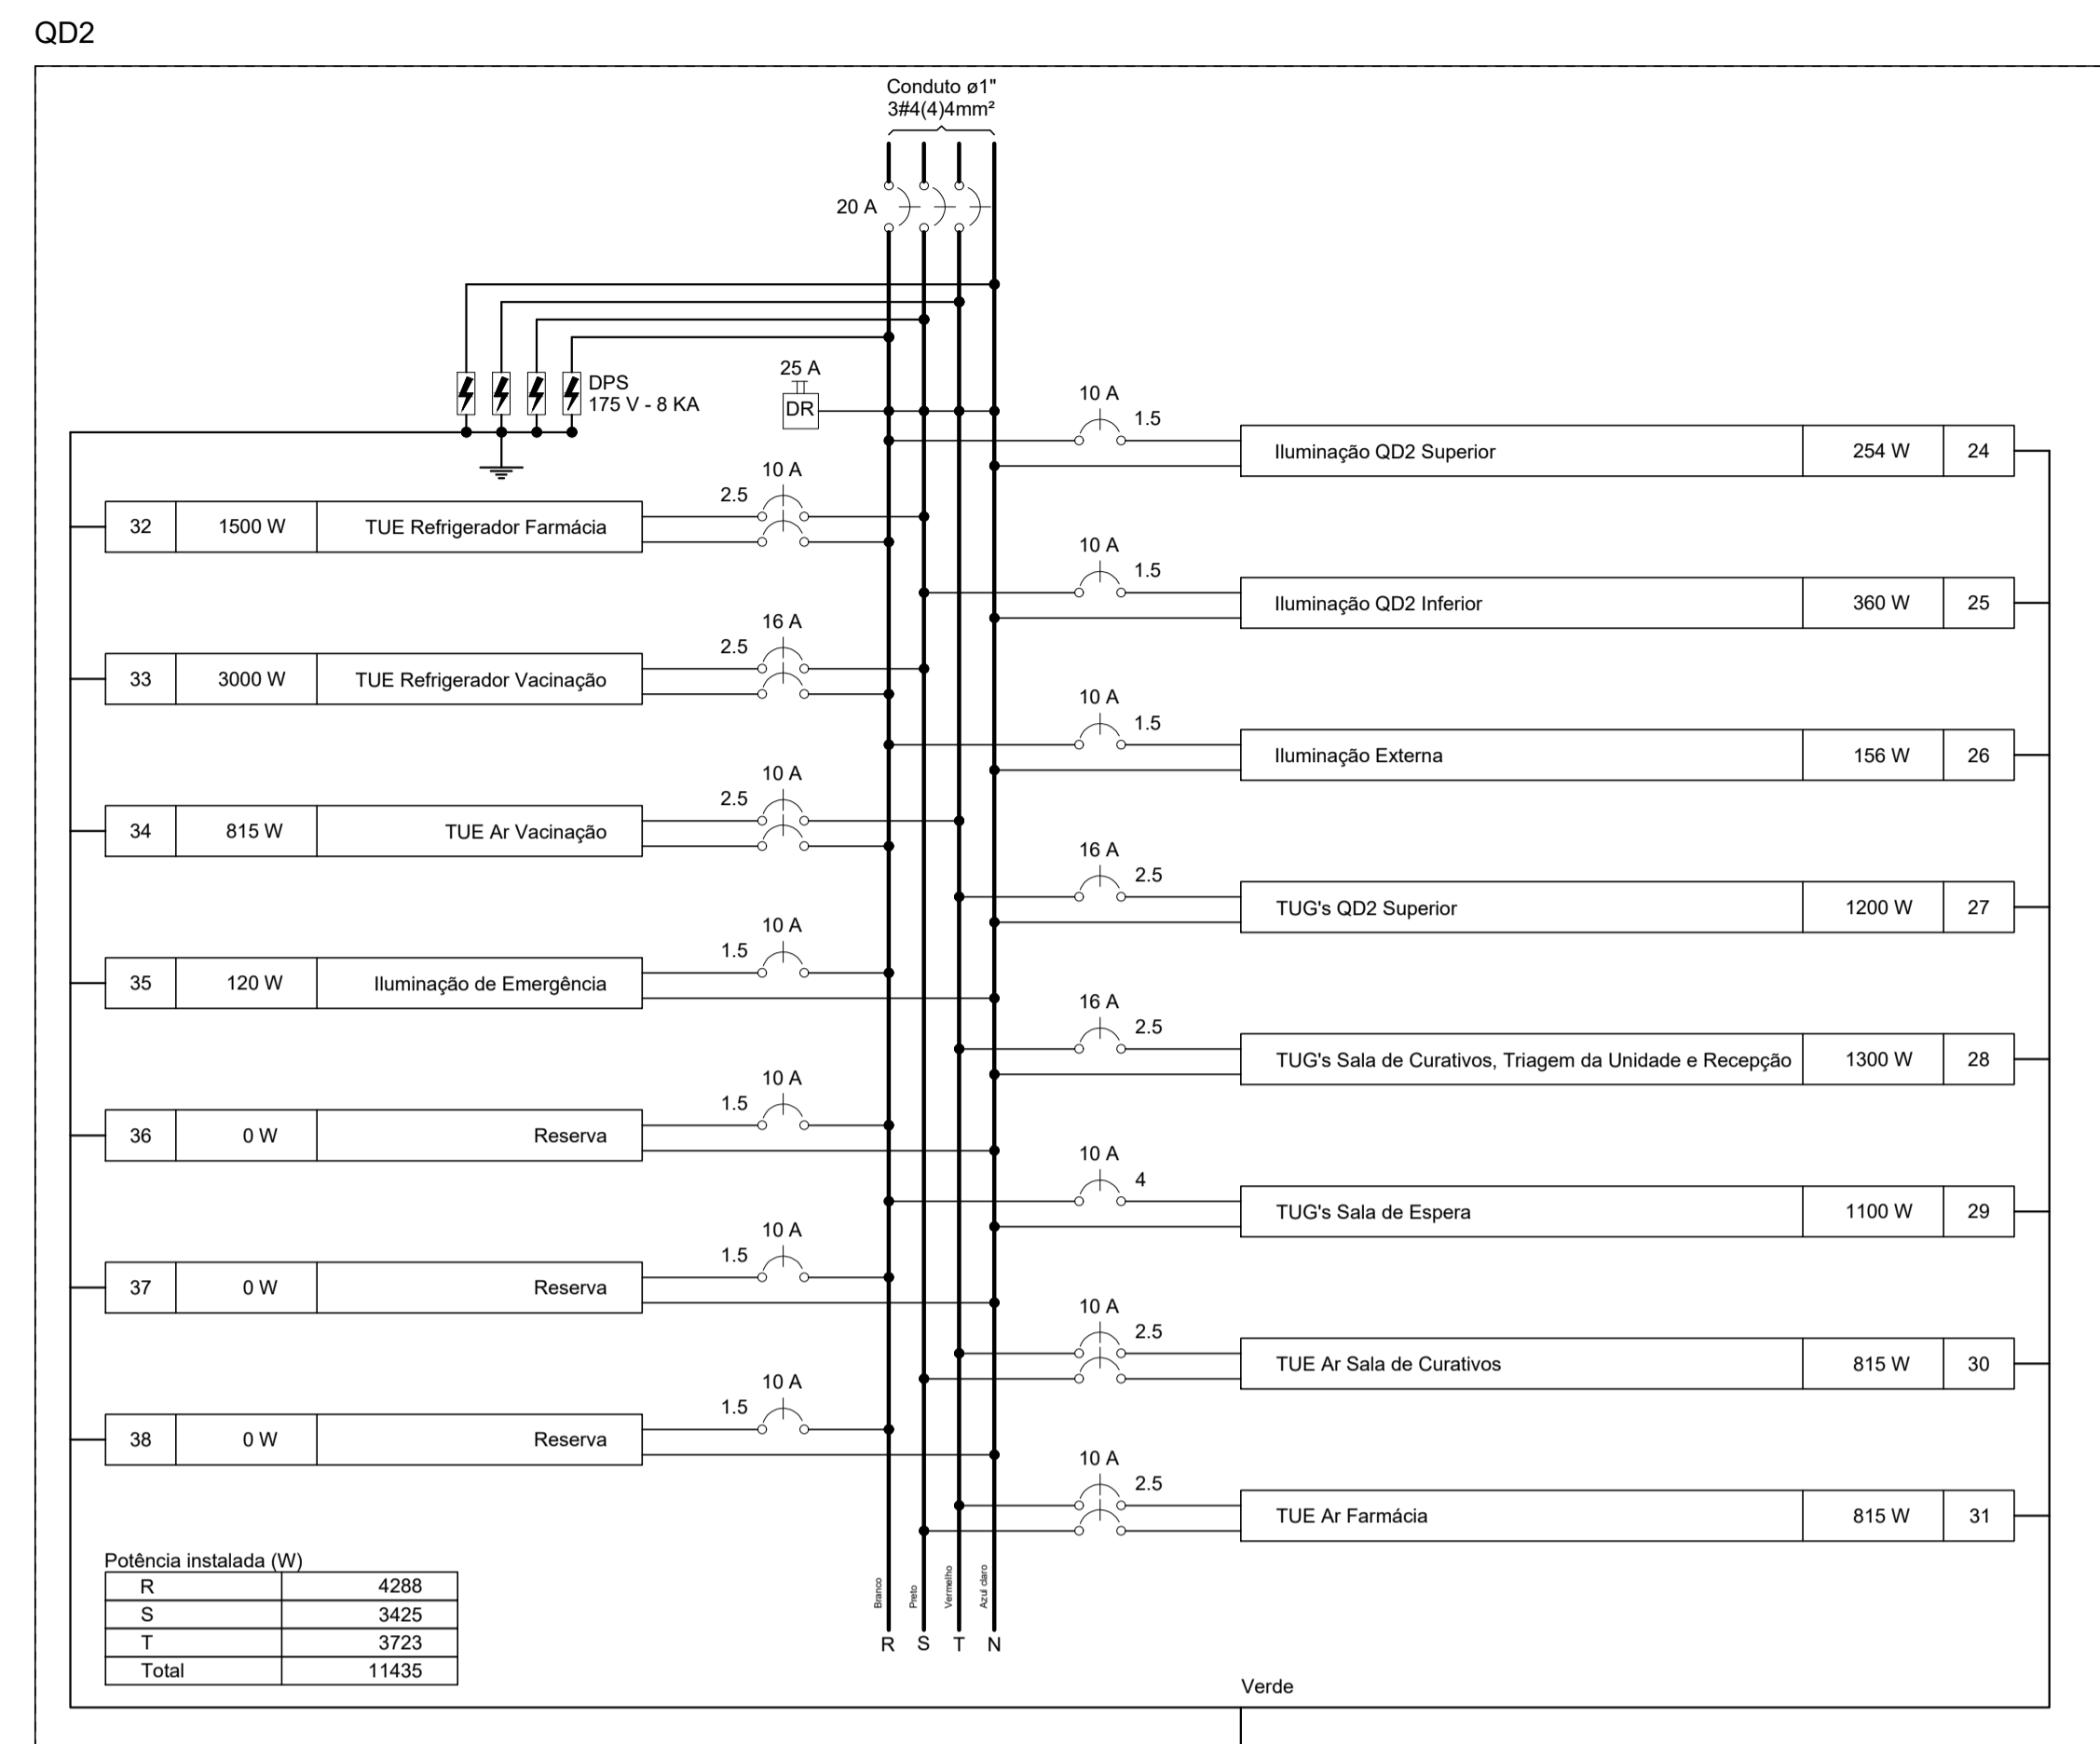 QD2
Conduto ø1"
3#4(4)4mm²
20 A
DPS
175 V - 8 KA
25 A
DR
10 A
1.5
Iluminação QD2 Superior 254 W 24
10 A
2.5
32 1500 W TUE Refrigerador Farmácia
10 A
1.5
Iluminação QD2 Inferior 360 W 25
16 A
2.5
33 3000 W TUE Refrigerador Vacinação
10 A
1.5
Iluminação Externa 156 W 26
10 A
2.5
34 815 W TUE Ar Vacinação
16 A
2.5
TUG's QD2 Superior 1200 W 27
10 A
1.5
35 120 W Iluminação de Emergência
16 A
2.5
TUG's Sala de Curativos, Triagem da Unidade e Recepção 1300 W 28
10 A
1.5
36 0 W Reserva
10 A
4
TUG's Sala de Espera 1100 W 29
10 A
1.5
37 0 W Reserva
10 A
2.5
TUE Ar Sala de Curativos 815 W 30
10 A
1.5
38 0 W Reserva
10 A
2.5
TUE Ar Farmácia 815 W 31
Potência instalada (W)
R 4288
S 3425
T 3723
Total 11435
Branco
Preto
Vermelho
Azul claro
R S T N
Verde